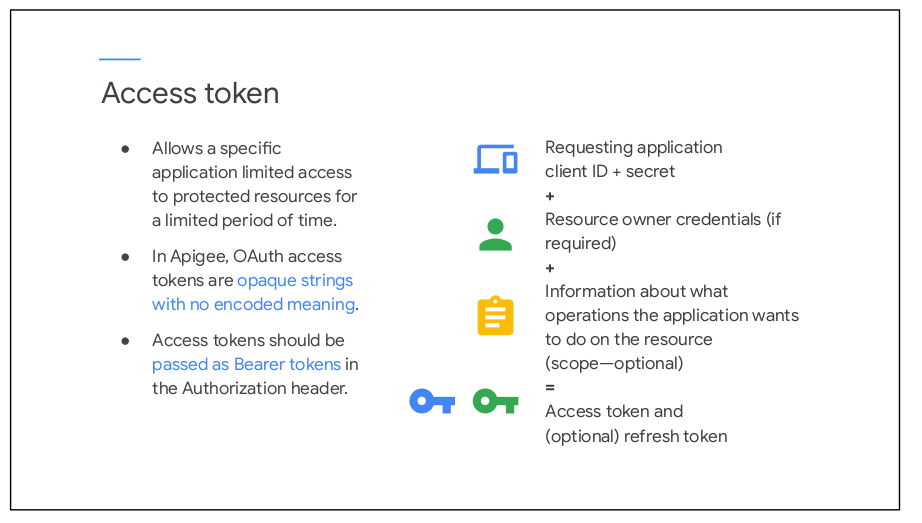 Access token
● Allows a specific
application limited access
to protected resources for
a limited period of time.
● In Apigee, OAuth access
tokens are opaque strings
with no encoded meaning.
● Access tokens should be
passed as Bearer tokens in
the Authorization header.
Requesting application
client ID + secret
+
Resource owner credentials (if
required)
+
Information about what
operations the application wants
to do on the resource
(scope—optional)
=
Access token and
(optional) refresh token